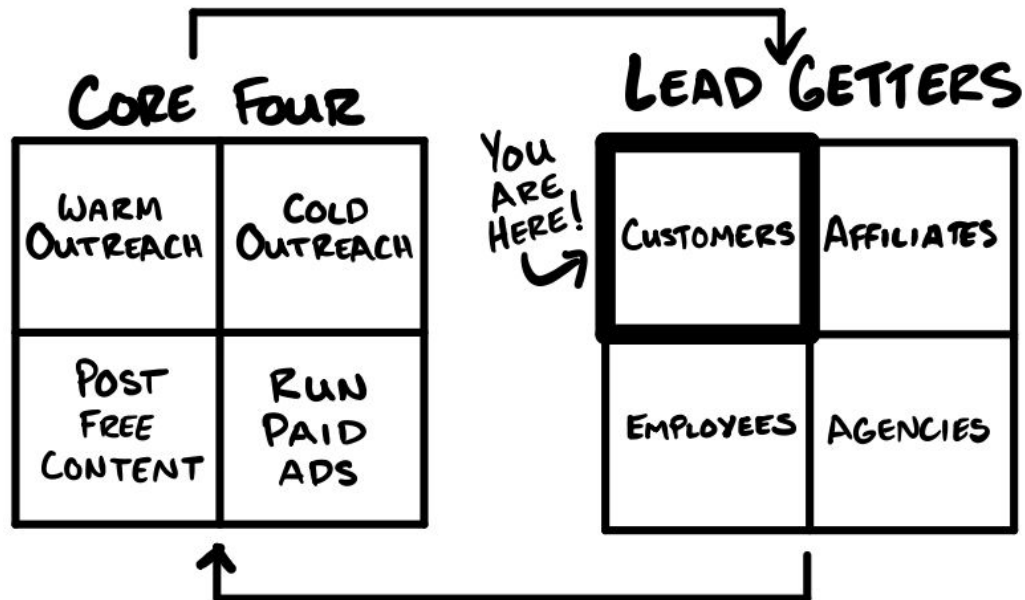 CORE FOUR
WARM
OUTREACH
COLD
OUTREACH
POST
FREE
CONTENT
RUN
PAID
ADS
LEAD GETTERS
YOU
ARE
HERE!
CUSTOMERS
AFFILIATES
EMPLOYEES
AGENCIES